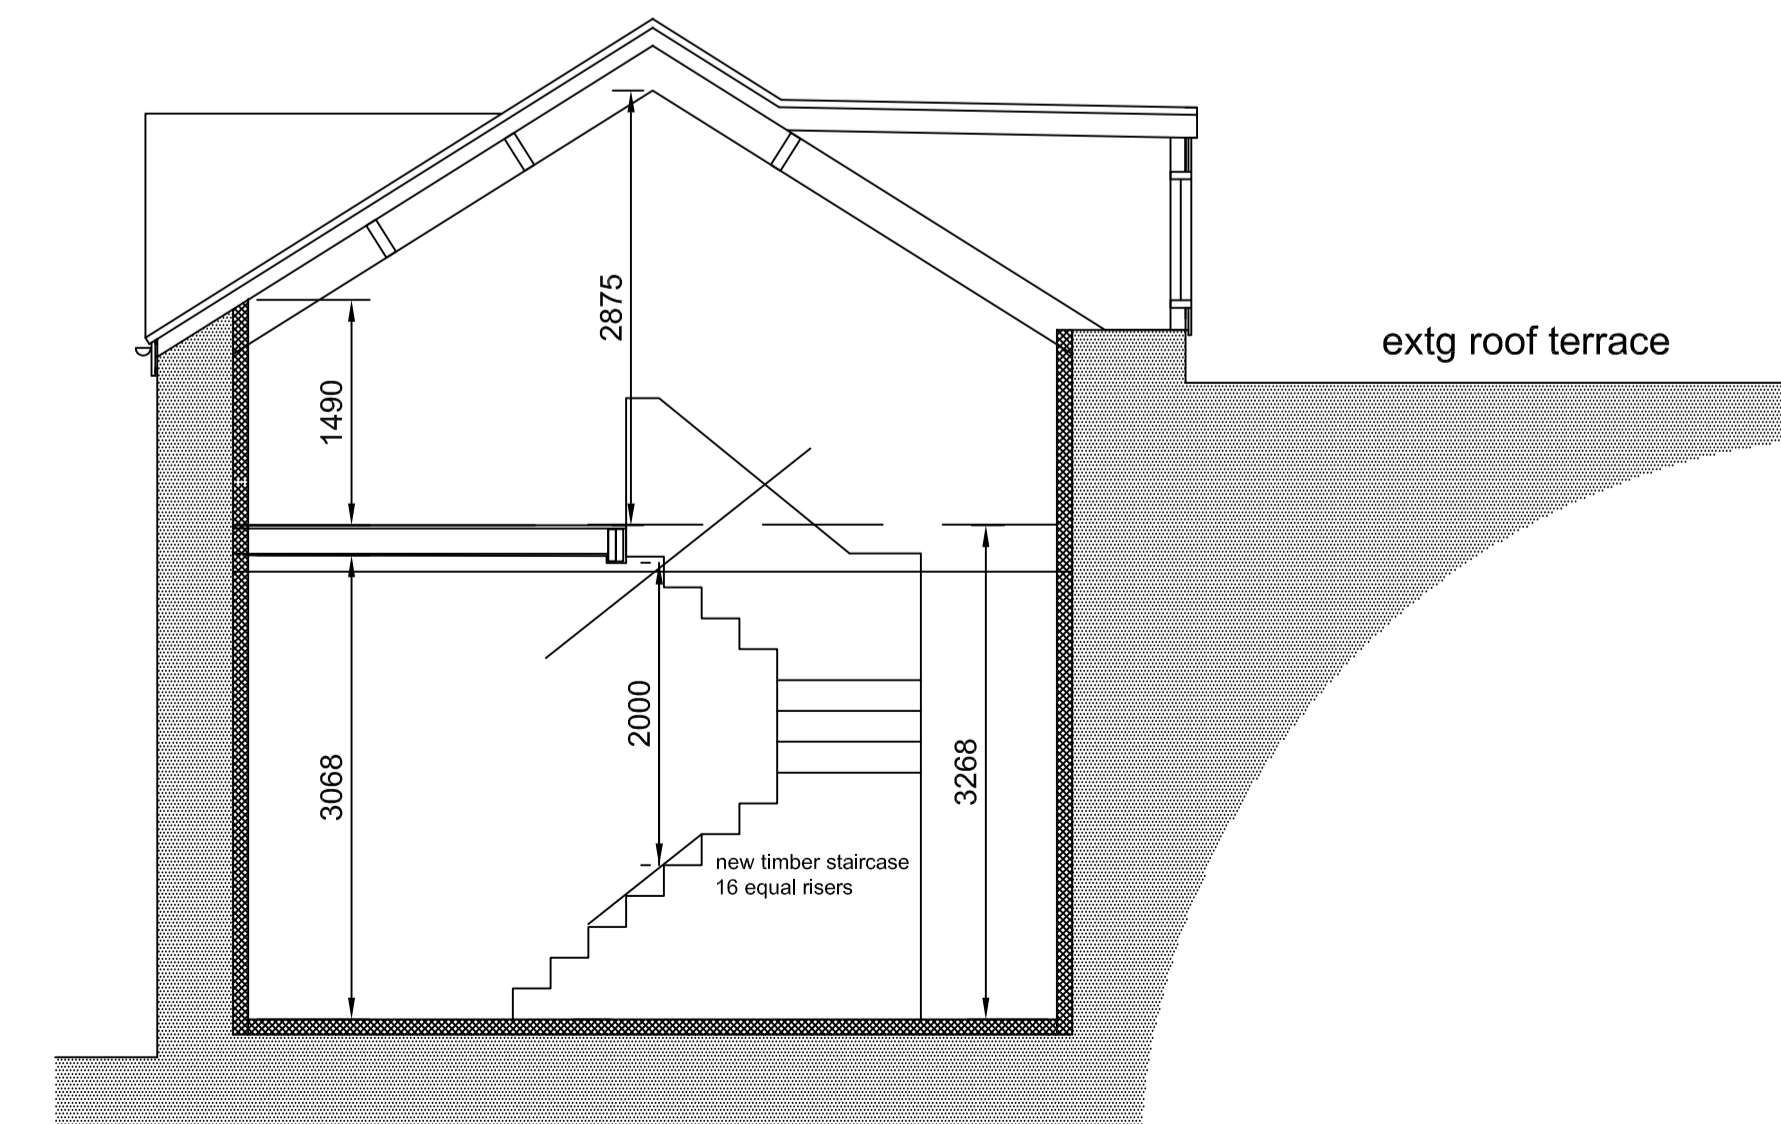 2875
1490
extg roof terrace
2000
3068
3268
new timber staircase
16 equal risers